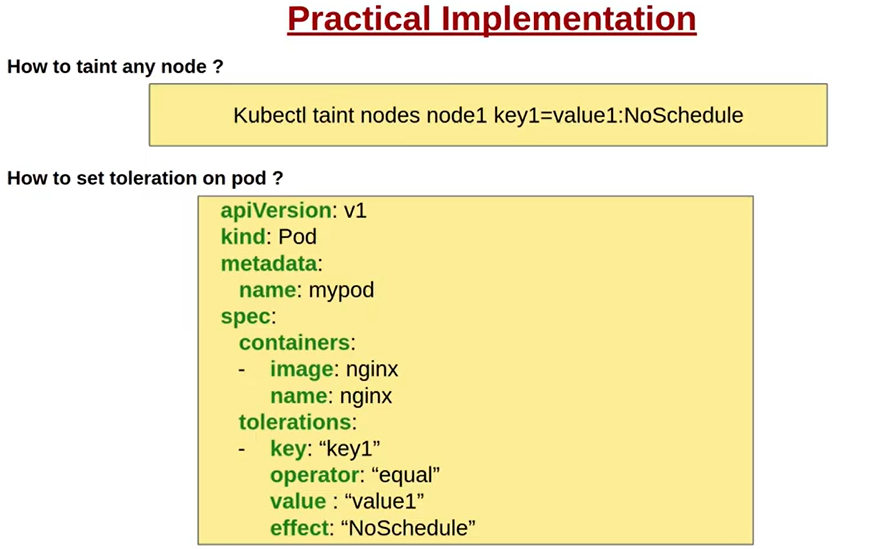 Practical Implementation
How to taint any node ?
Kubectl taint nodes node1 key1=value1:NoSchedule
How to set toleration on pod ?
apiVersion: v1
kind: Pod
metadata:
  name: mypod
spec:
  containers:
  -   image: nginx
      name: nginx
  tolerations:
  -   key: “key1”
      operator: “equal”
      value : “value1”
      effect: “NoSchedule”